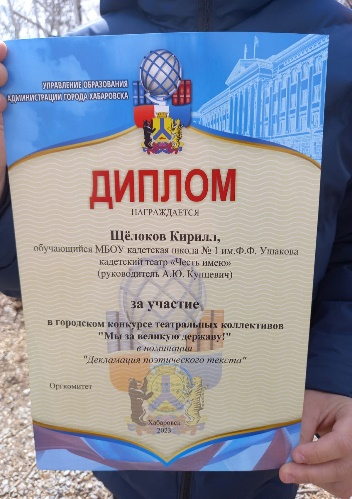 УПРАВЛЕНИЕ ОБРАЗОВАНИЯ
АДМИНИСТРАЦИИ ГОРОДА ХАБАРОВСКА
ДИПЛОМ
НАГРАЖДАЕТСЯ
Щёлоков Кирилл,
обучающийся МБОУ кадетская школа № 1 им.Ф.Ф. Ушакова
кадетский театр «Честь имею»
(руководитель А.Ю. Кунцевич)
за участие
в городском конкурсе театральных коллективов
"Мы за великую державу!"
в номинации
"Декламация поэтического текста"
Оргкомитет
Хабаровск
2023